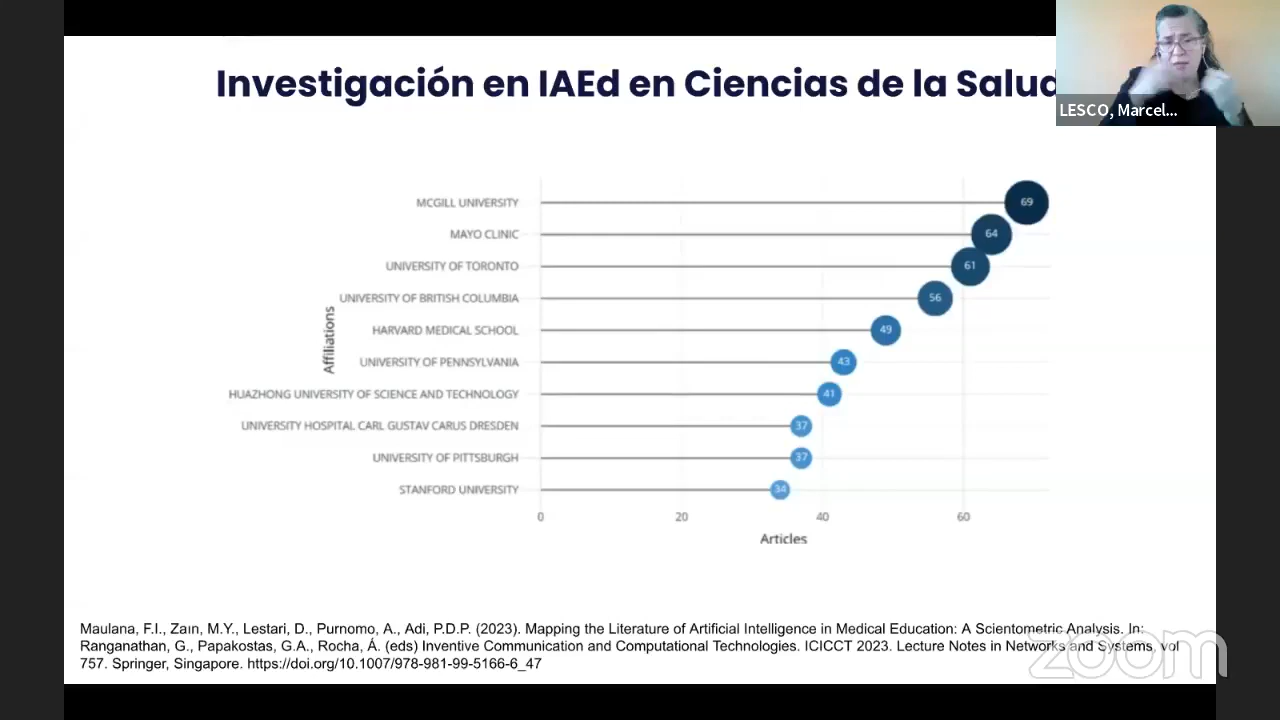 Investigación en IAEd en Ciencias de la Salud
LESCO, Marcel...
MCGILL UNIVERSITY
69
MAYO CLINIC
64
UNIVERSITY OF TORONTO
61
UNIVERSITY OF BRITISH COLUMBIA
56
Affiliations
HARVARD MEDICAL SCHOOL
49
UNIVERSITY OF PENNSYLVANIA
43
HUAZHONG UNIVERSITY OF SCIENCE AND TECHNOLOGY
41
UNIVERSITY HOSPITAL CARL GUSTAV CARUS DRESDEN
37
UNIVERSITY OF PITTSBURGH
37
STANFORD UNIVERSITY
34
0 20 40 60
Articles
Maulana, F.I., Zain, M.Y., Lestari, D., Purnomo, A., Adi, P.D.P. (2023). Mapping the Literature of Artificial Intelligence in Medical Education: A Scientometric Analysis. In:
Ranganathan, G., Papakostas, G.A., Rocha, Á. (eds) Inventive Communication and Computational Technologies. ICICCT 2023. Lecture Notes in Networks and Systems, vol
757. Springer, Singapore. https://doi.org/10.1007/978-981-99-5166-6_47
zoom